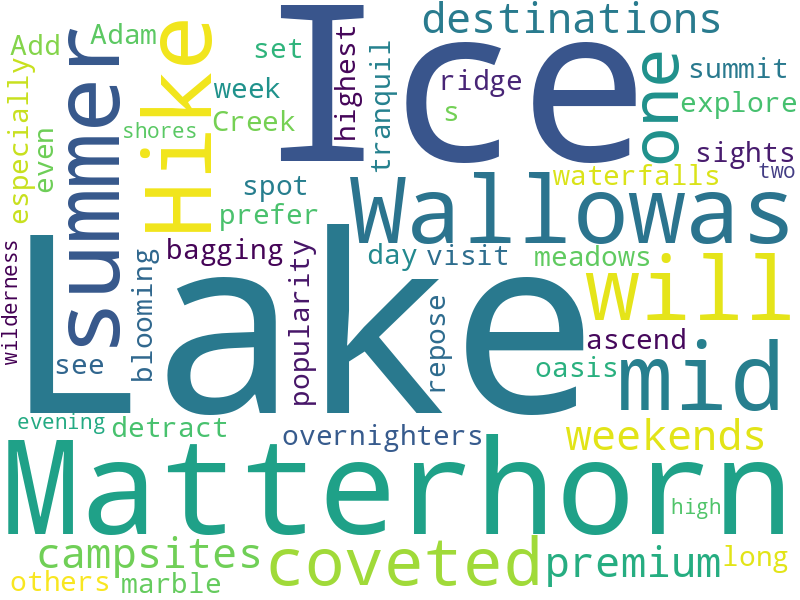 Ice
destinations
Add
Adam
set
highest
tranquil
ridge
s
one
summit
explore
summer
Hike
especially
even
shores
week
Creek
sights
two
spot
prefer
Wallowas
waterfalls
Lake
bagging
day
visit
meadows
will
wilderness
blooming
popularity
repose
see
ascend
oasis
mid
evening
detract
overnighters
weekends
Matterhorn
high
campsites
coveted
premium
long
others
marble